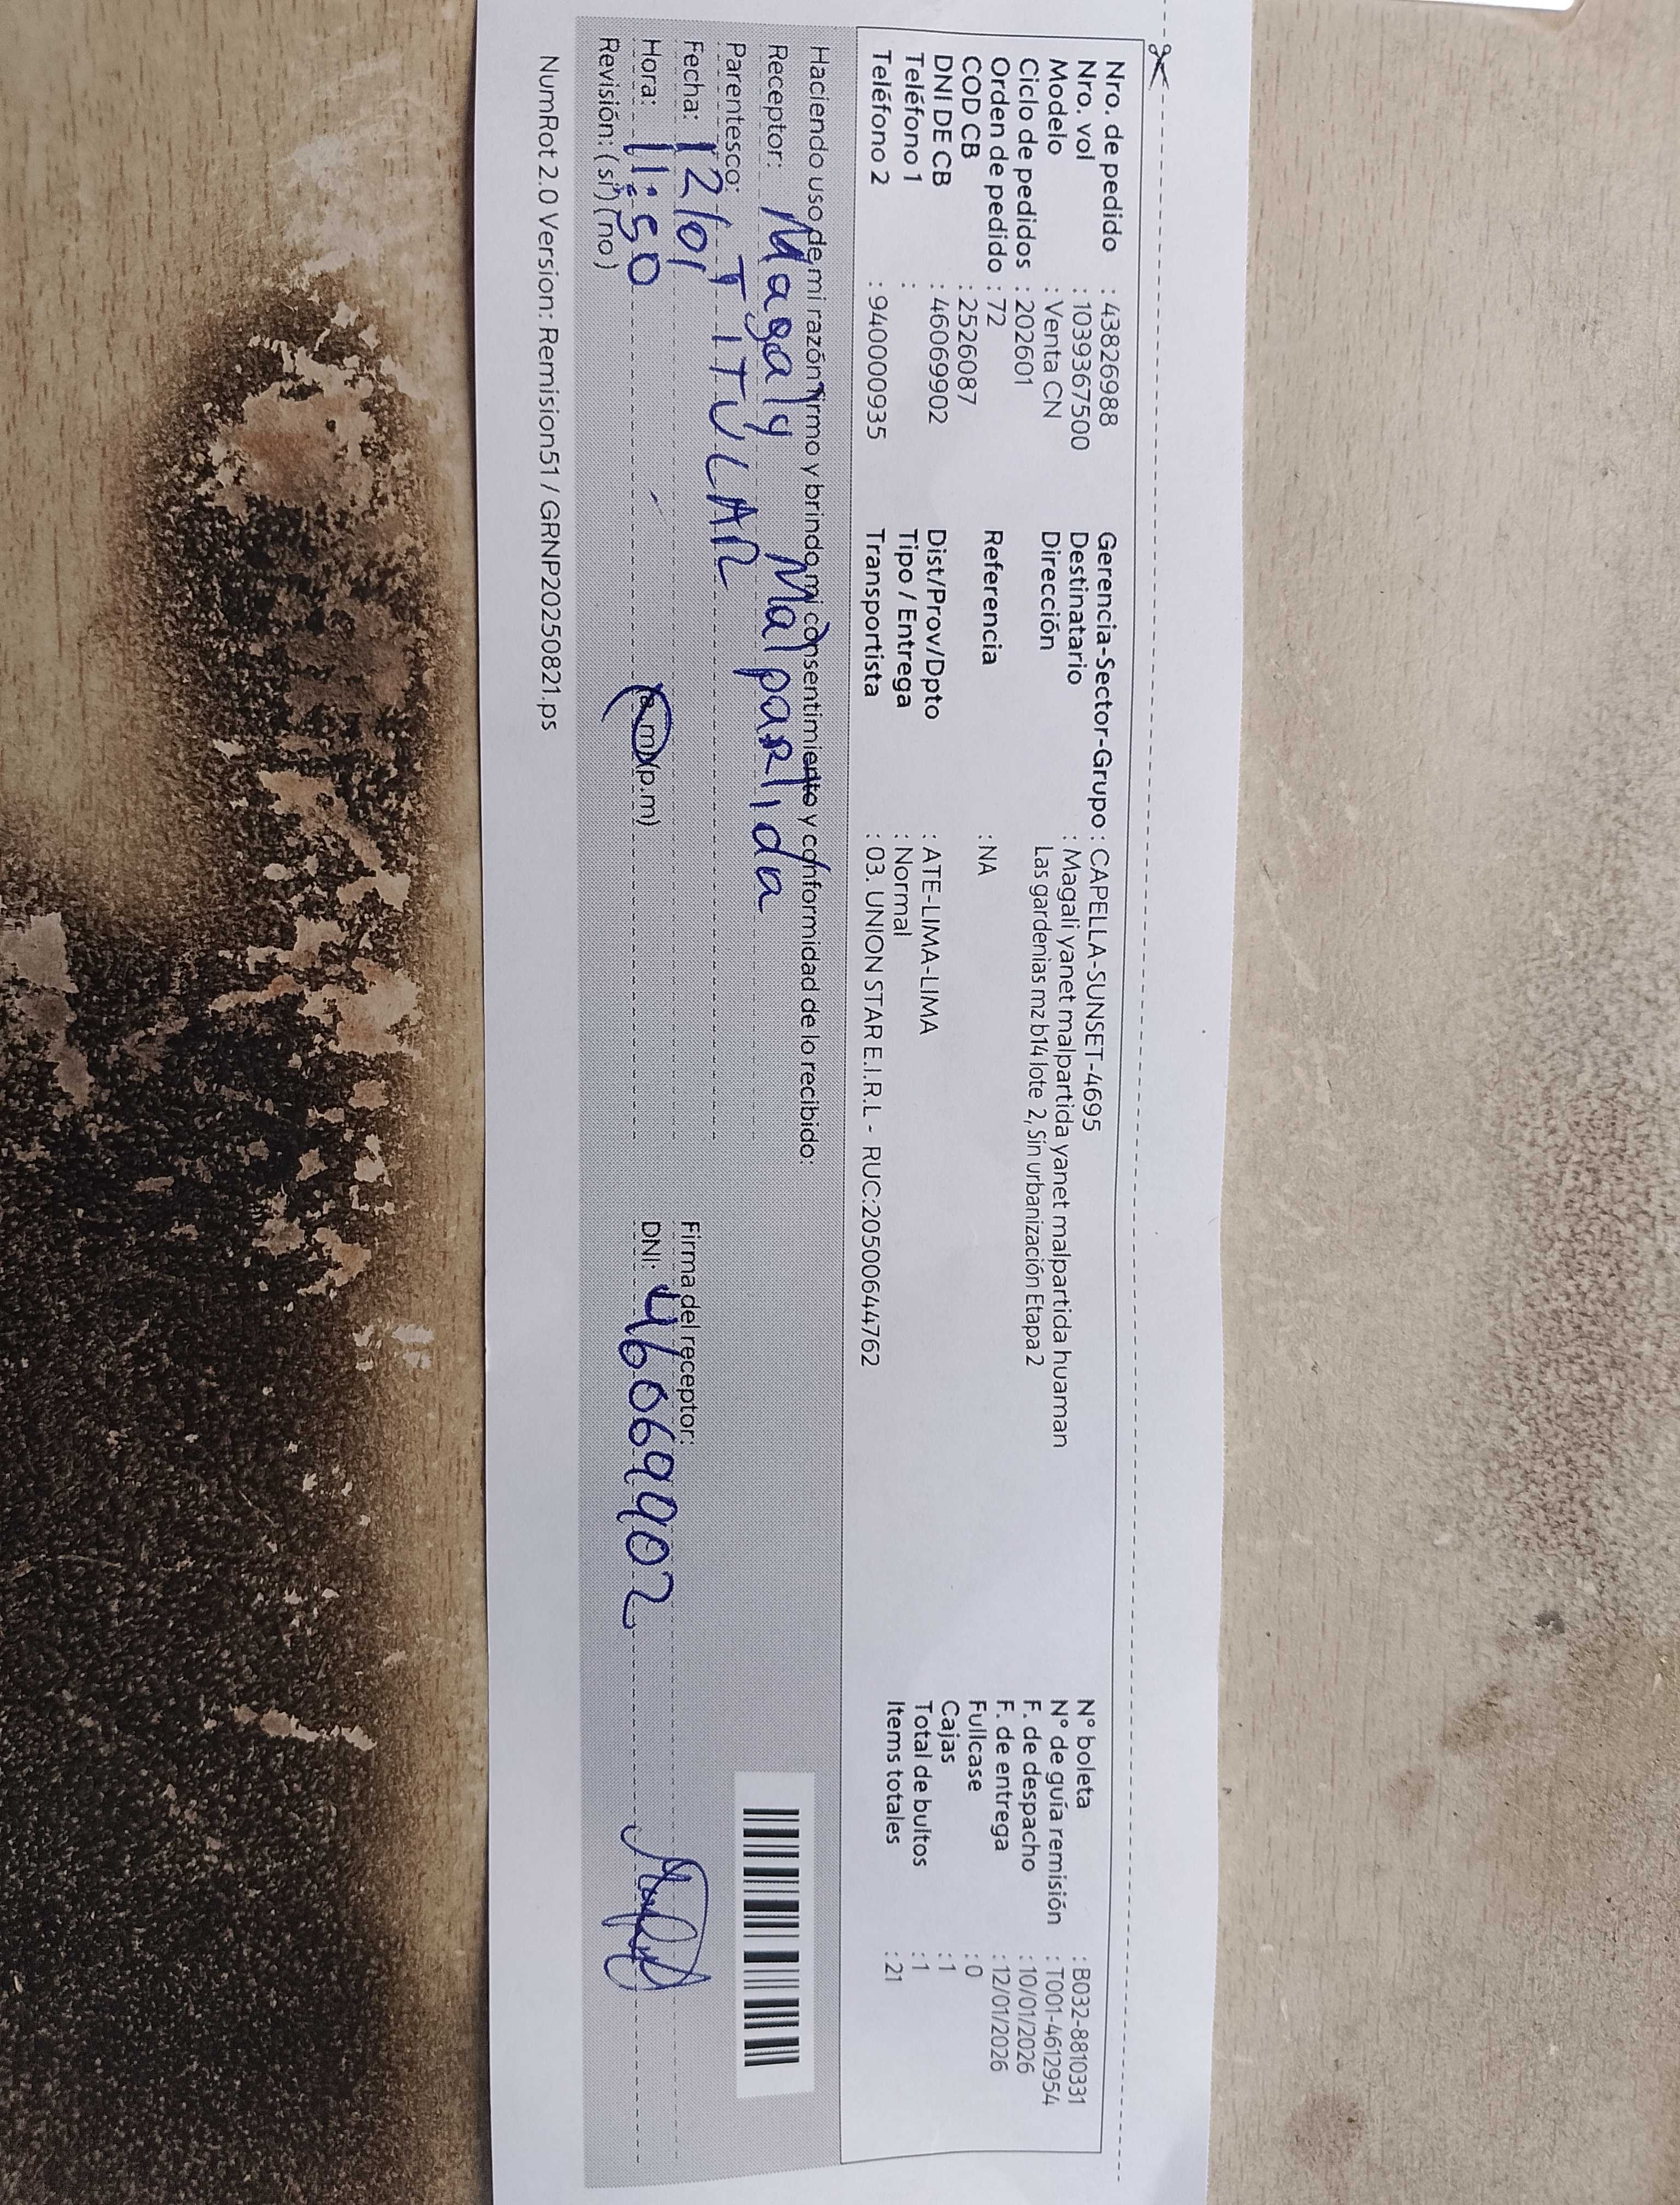 Nro. de pedido : 43826988
Nro. vol : 1039367500
Modelo : Venta CN
Ciclo de pedidos : 202601
Orden de pedido : 72
COD CB : 2526087
DNI DE CB : 46069902
Teléfono 1 :
Teléfono 2 : 940000935
Gerencia-Sector-Grupo : CAPELLA-SUNSET-4695
Destinatario : Magali yanet malpartida yanet malpartida huaman
Dirección Las gardenias mz b14 lote 2, Sin urbanización Etapa 2
Referencia : NA
Dist/Prov/Dpto : ATE-LIMA-LIMA
Tipo / Entrega : Normal
Transportista : 03. UNION STAR E.I.R.L - RUC:20500644762
N° boleta : B032-8810331
N° de guía remisión : T001-4612954
F. de despacho : 10/01/2026
F. de entrega : 12/01/2026
Fullcase : 0
Cajas : 1
Total de bultos : 1
Items totales : 21
Haciendo uso de mi razón firmo y brindo mi consentimiento y conformidad de lo recibido:
Receptor: Magaly Malpartida
Parentesco: TITULAR
Fecha: 12/01
Hora: 11:50 (a.m) (p.m)
Revisión: (si) (no)
Firma del receptor:
DNI: 46069902
NumRot 2.0 Version: Remision51 / GRNP20250821.ps